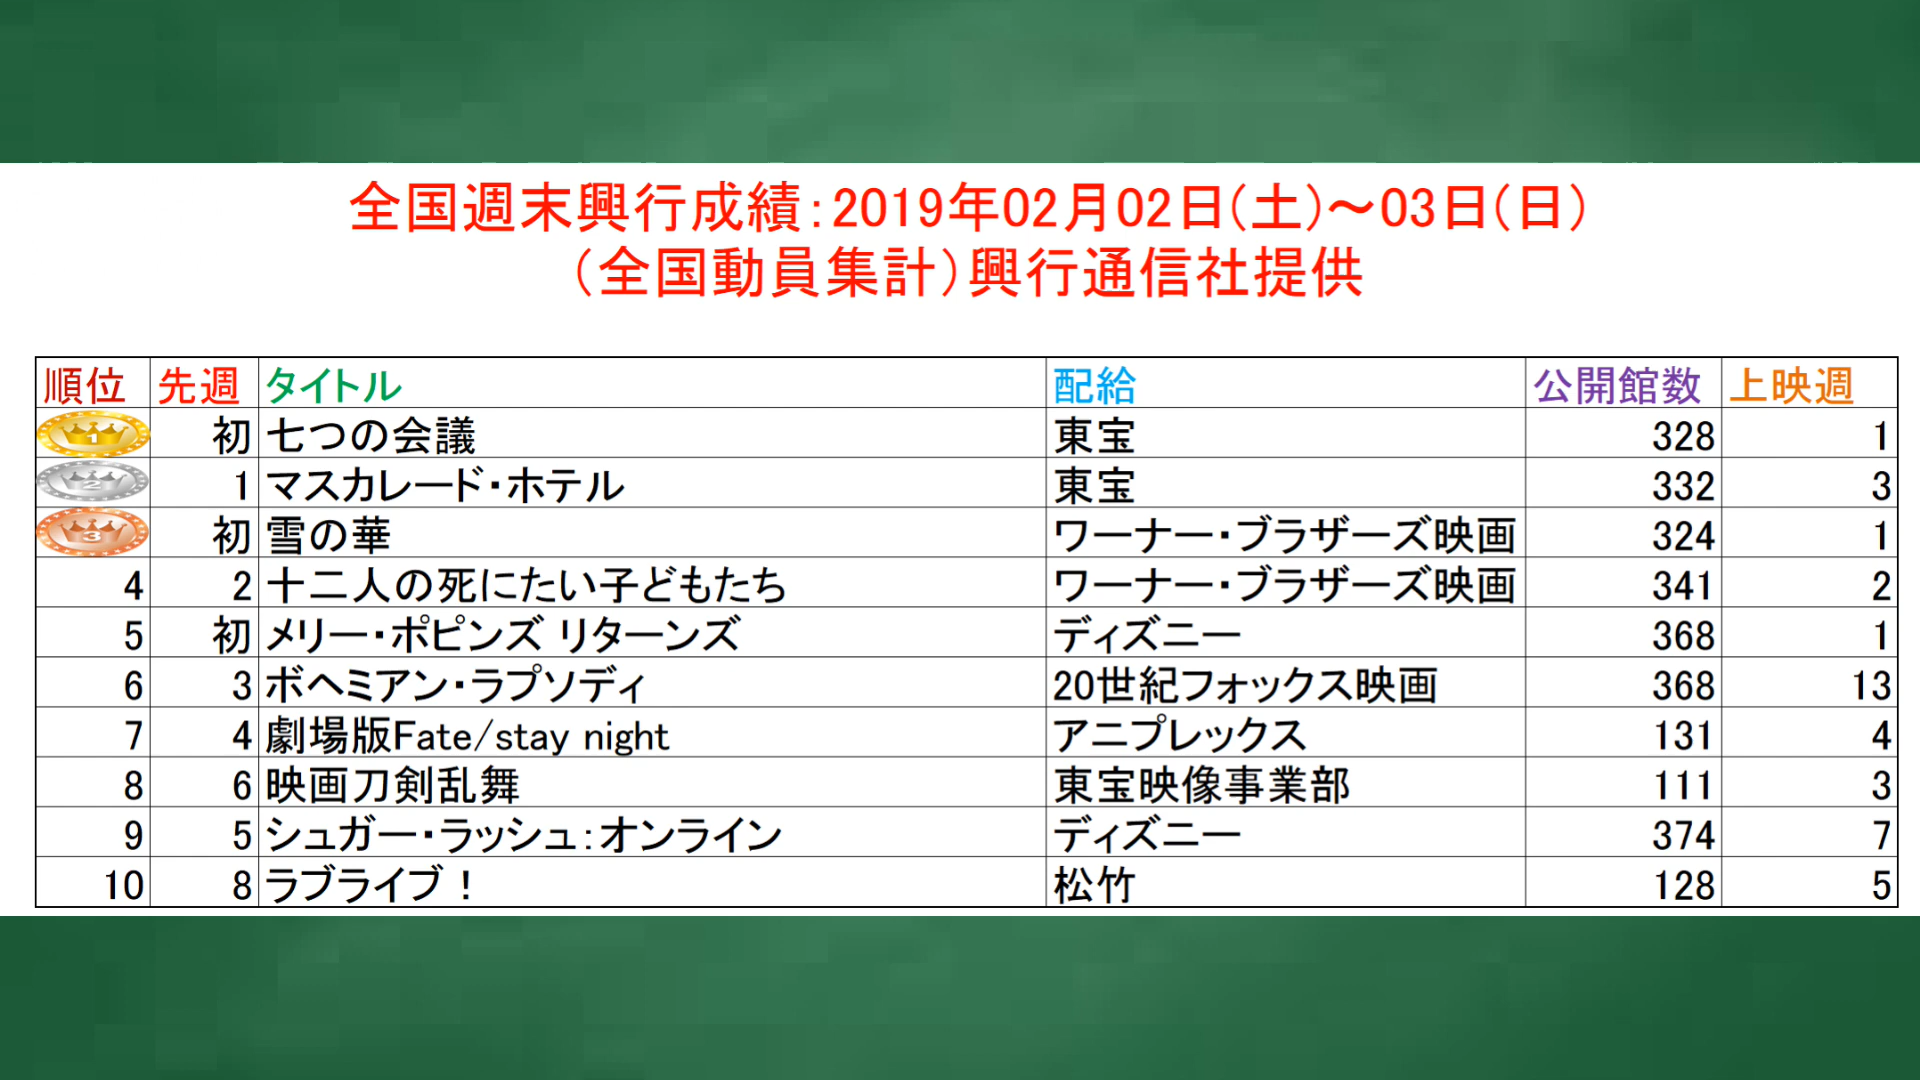 全国週末興行成績：2019年02月02日(土)～03日(日)
(全国動員集計)興行通信社提供
順位 先週 タイトル 配給 公開館数 上映週
1 初 七つの会議 東宝 328 1
2 1 マスカレード・ホテル 東宝 332 3
3 初 雪の華 ワーナー・ブラザーズ映画 324 1
4 2 十二人の死にたい子どもたち ワーナー・ブラザーズ映画 341 2
5 初 メリー・ポピンズ リターンズ ディズニー 368 1
6 3 ボヘミアン・ラプソディ 20世紀フォックス映画 368 13
7 4 劇場版Fate/stay night アニプレックス 131 4
8 6 映画刀剣乱舞 東宝映像事業部 111 3
9 5 シュガー・ラッシュ：オンライン ディズニー 374 7
10 8 ラブライブ！ 松竹 128 5